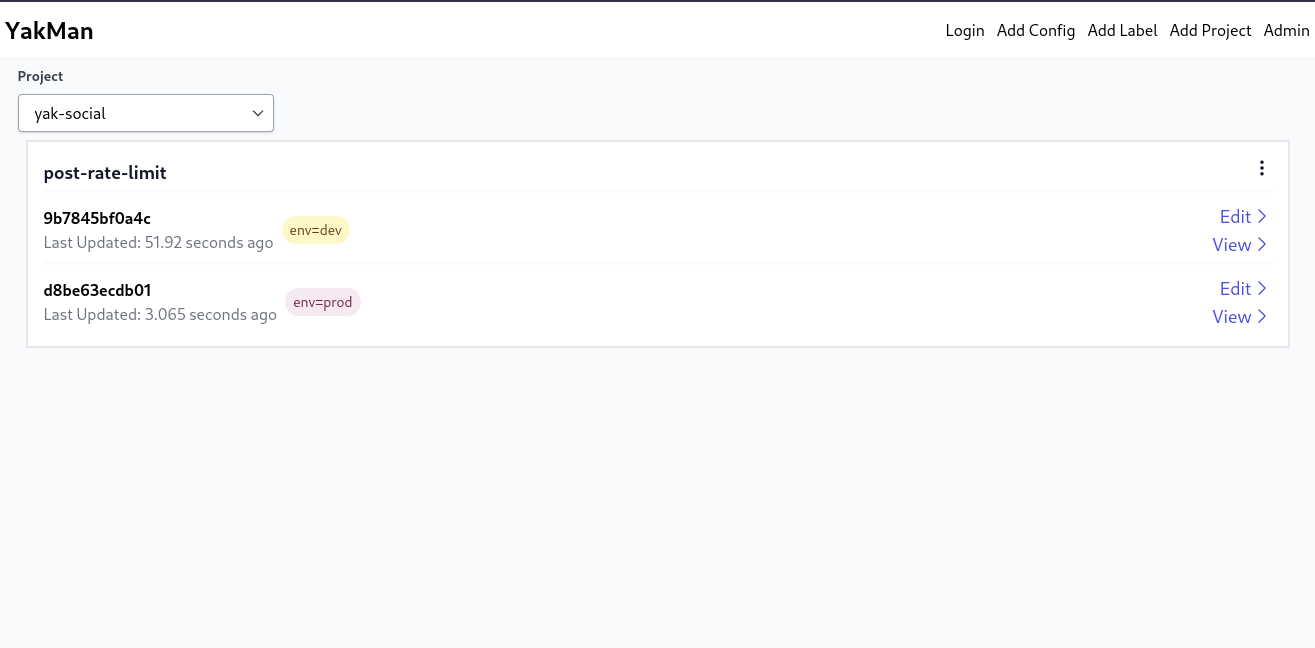 YakMan
Login Add Config Add Label Add Project Admin
Project
yak-social
post-rate-limit
9b7845bf0a4c
Last Updated: 51.92 seconds ago
env=dev
Edit
View
d8be63ecdb01
Last Updated: 3.065 seconds ago
env=prod
Edit
View